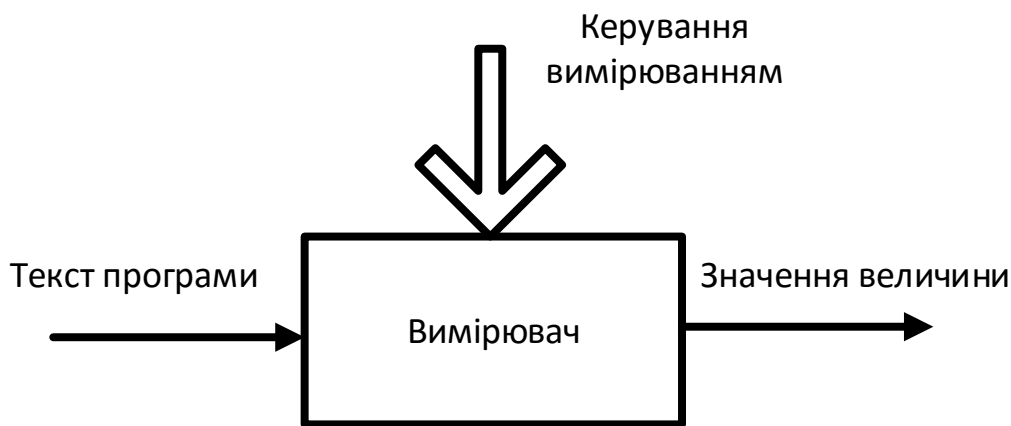 Керування
вимірюванням
Текст програми
Значення величини
Вимірювач